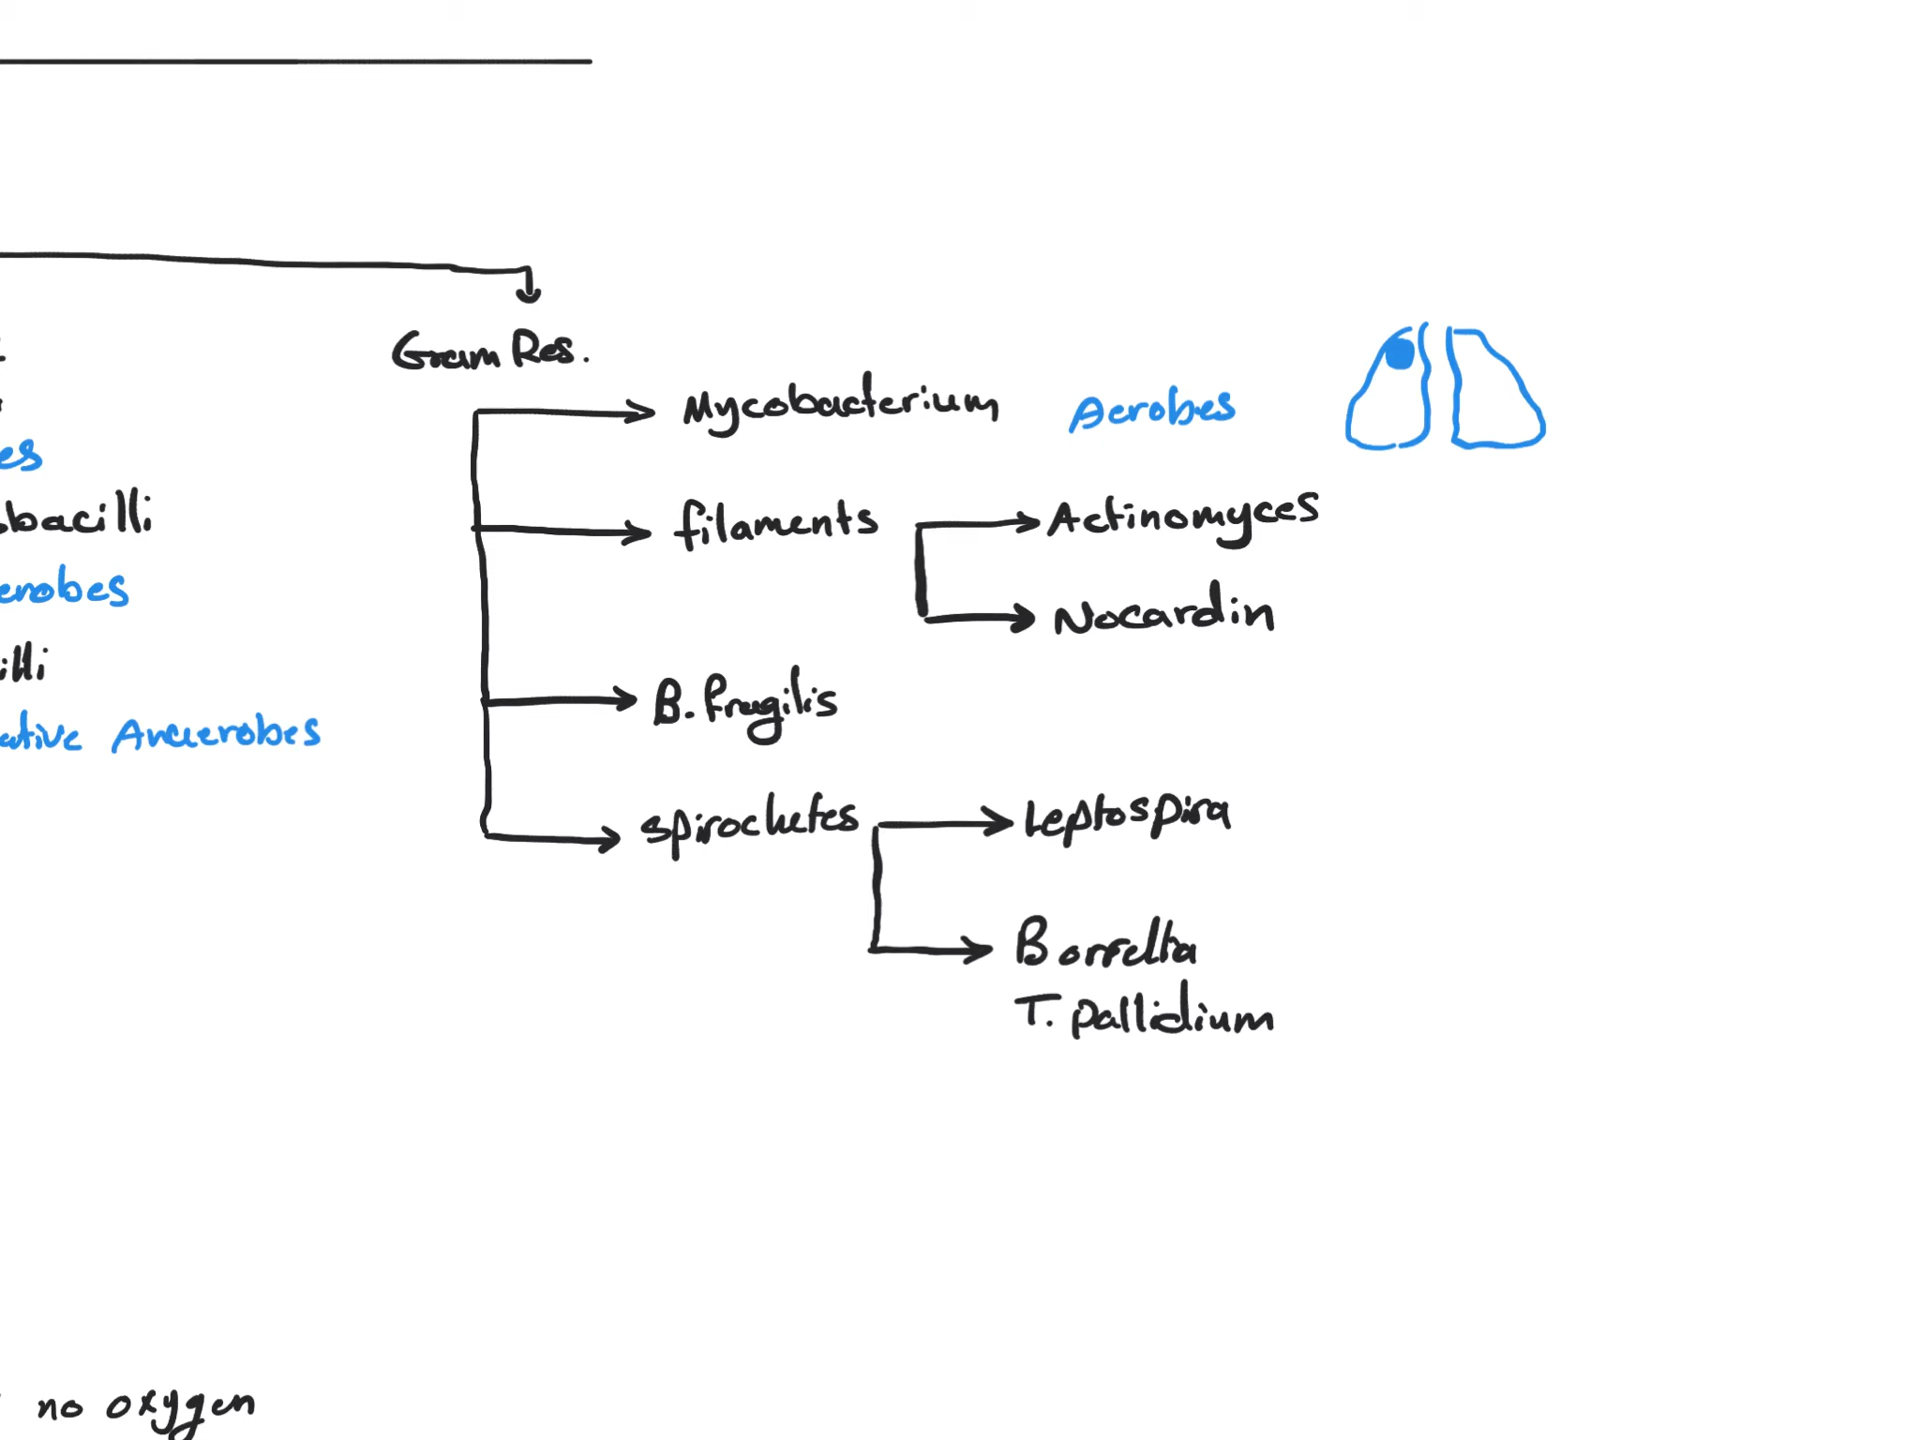 Gram Res.
Mycobacterium Aerobes
es
filaments Actinomyces
bacilli
erobes
Nocardin
illi
B. fragilis
ative Anaerobes
spirochetes Leptospira
Borrelia
T. pallidium
no oxygen